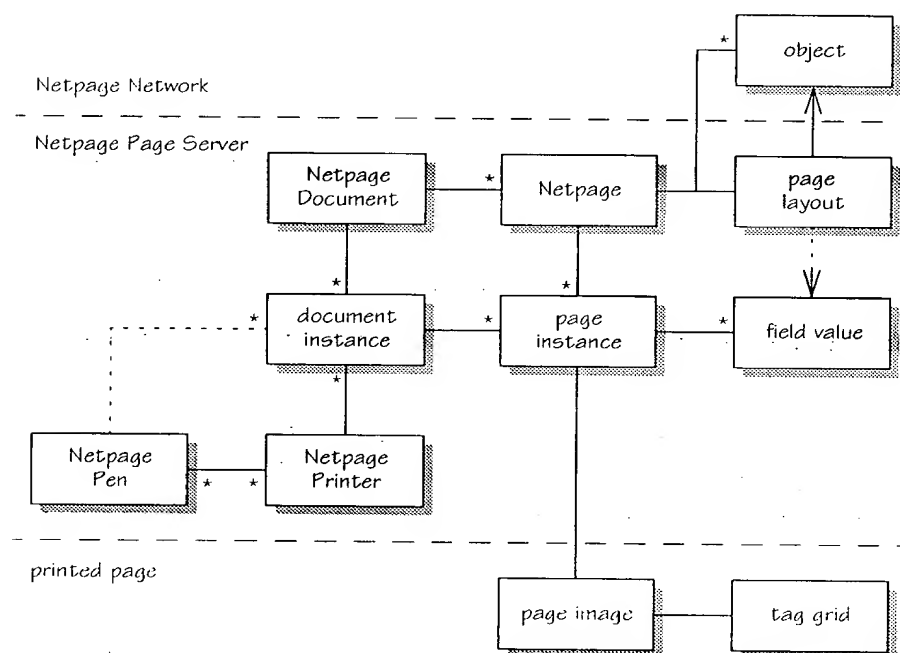 *
object
Netpage Network
Netpage Page Server
Netpage
Document
*
Netpage
page
layout
*
*
*
document
instance
*
page
instance
*
field value
*
Netpage
Pen
*
*
Netpage
Printer
printed page
page image
tag grid